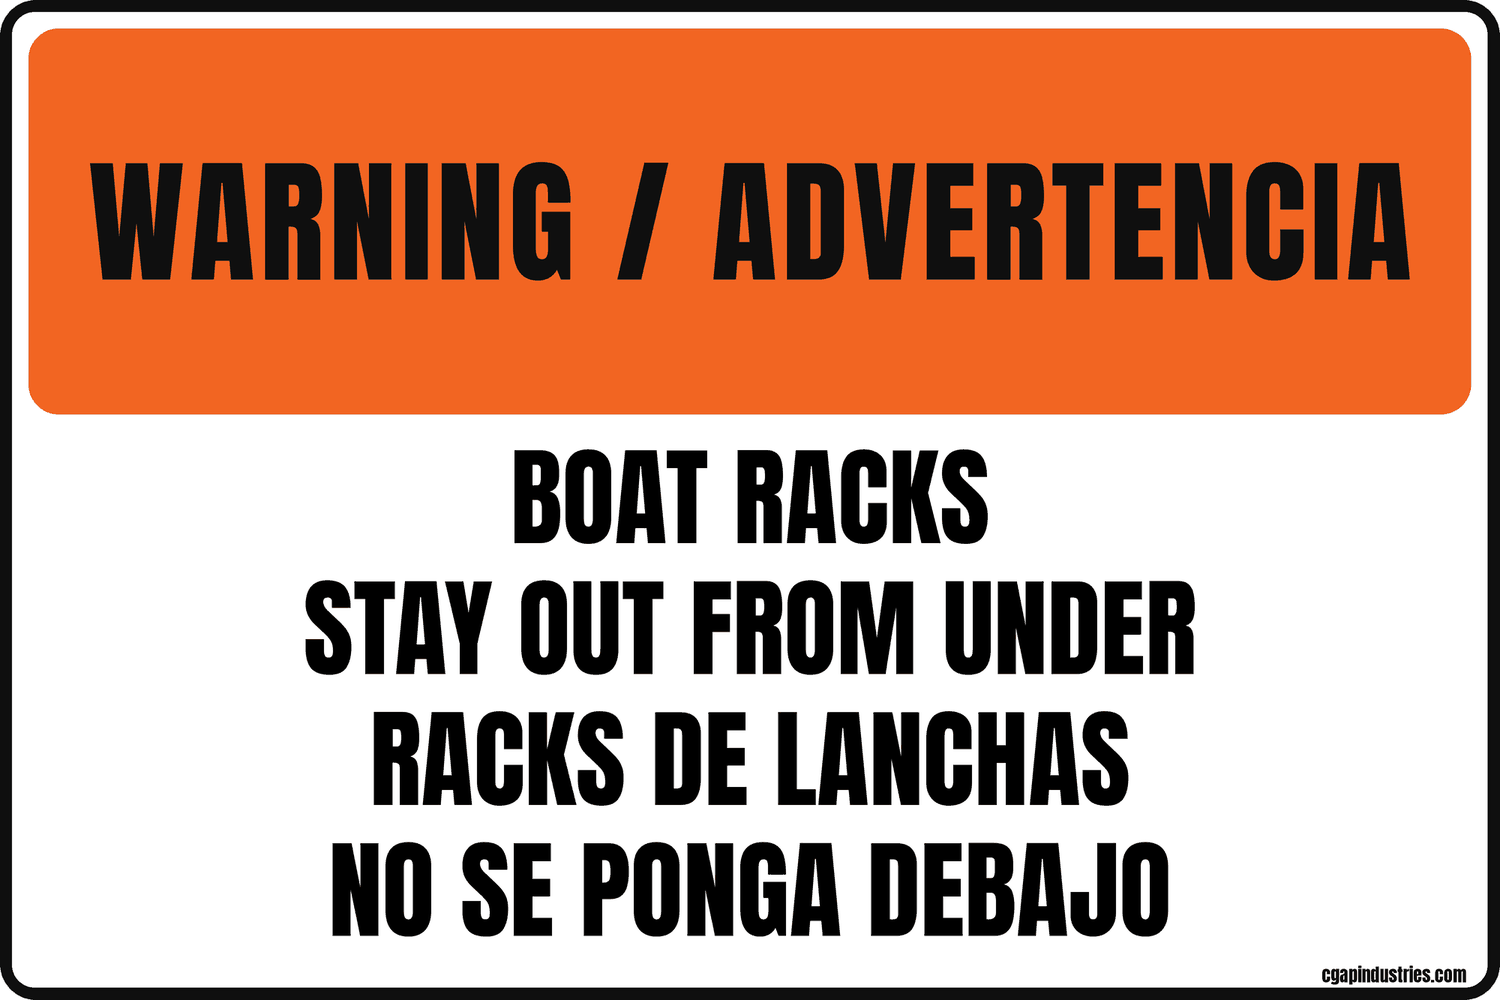 WARNING / ADVERTENCIA
BOAT RACKS
STAY OUT FROM UNDER
RACKS DE LANCHAS
NO SE PONGA DEBAJO
cgapindustries.com